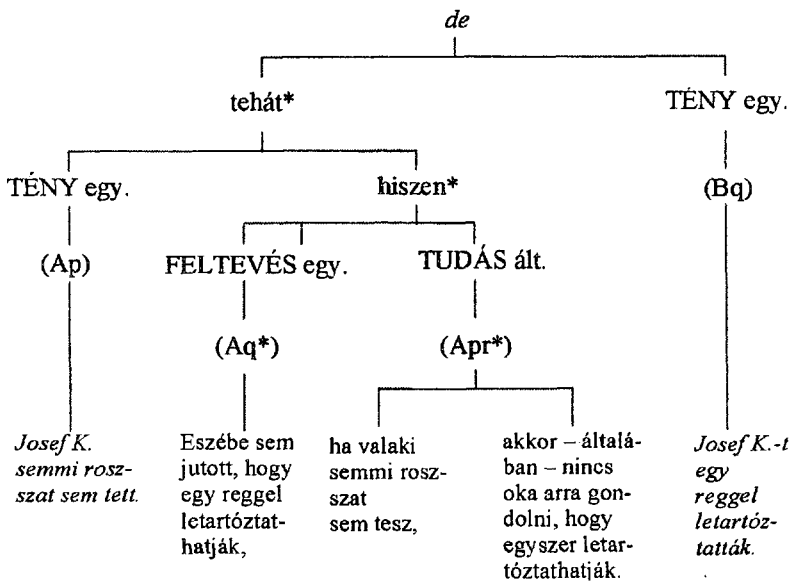 de
tehát*
TÉNY egy.
TÉNY egy.
hiszen*
(Bq)
(Ap)
FELTEVÉS egy.
TUDÁS ált.
(Aq*)
(Apr*)
Josef K.
semmi rosz-
szat sem tett.
Eszébe sem
jutott, hogy
egy reggel
letartóztat-
hatják,
ha valaki
semmi rosz-
szat
sem tesz,
akkor – általá-
ban – nincs
oka arra gon-
dolni, hogy
egyszer letar-
tóztathatják.
Josef K.-t
egy
reggel
letartóz-
tatták.